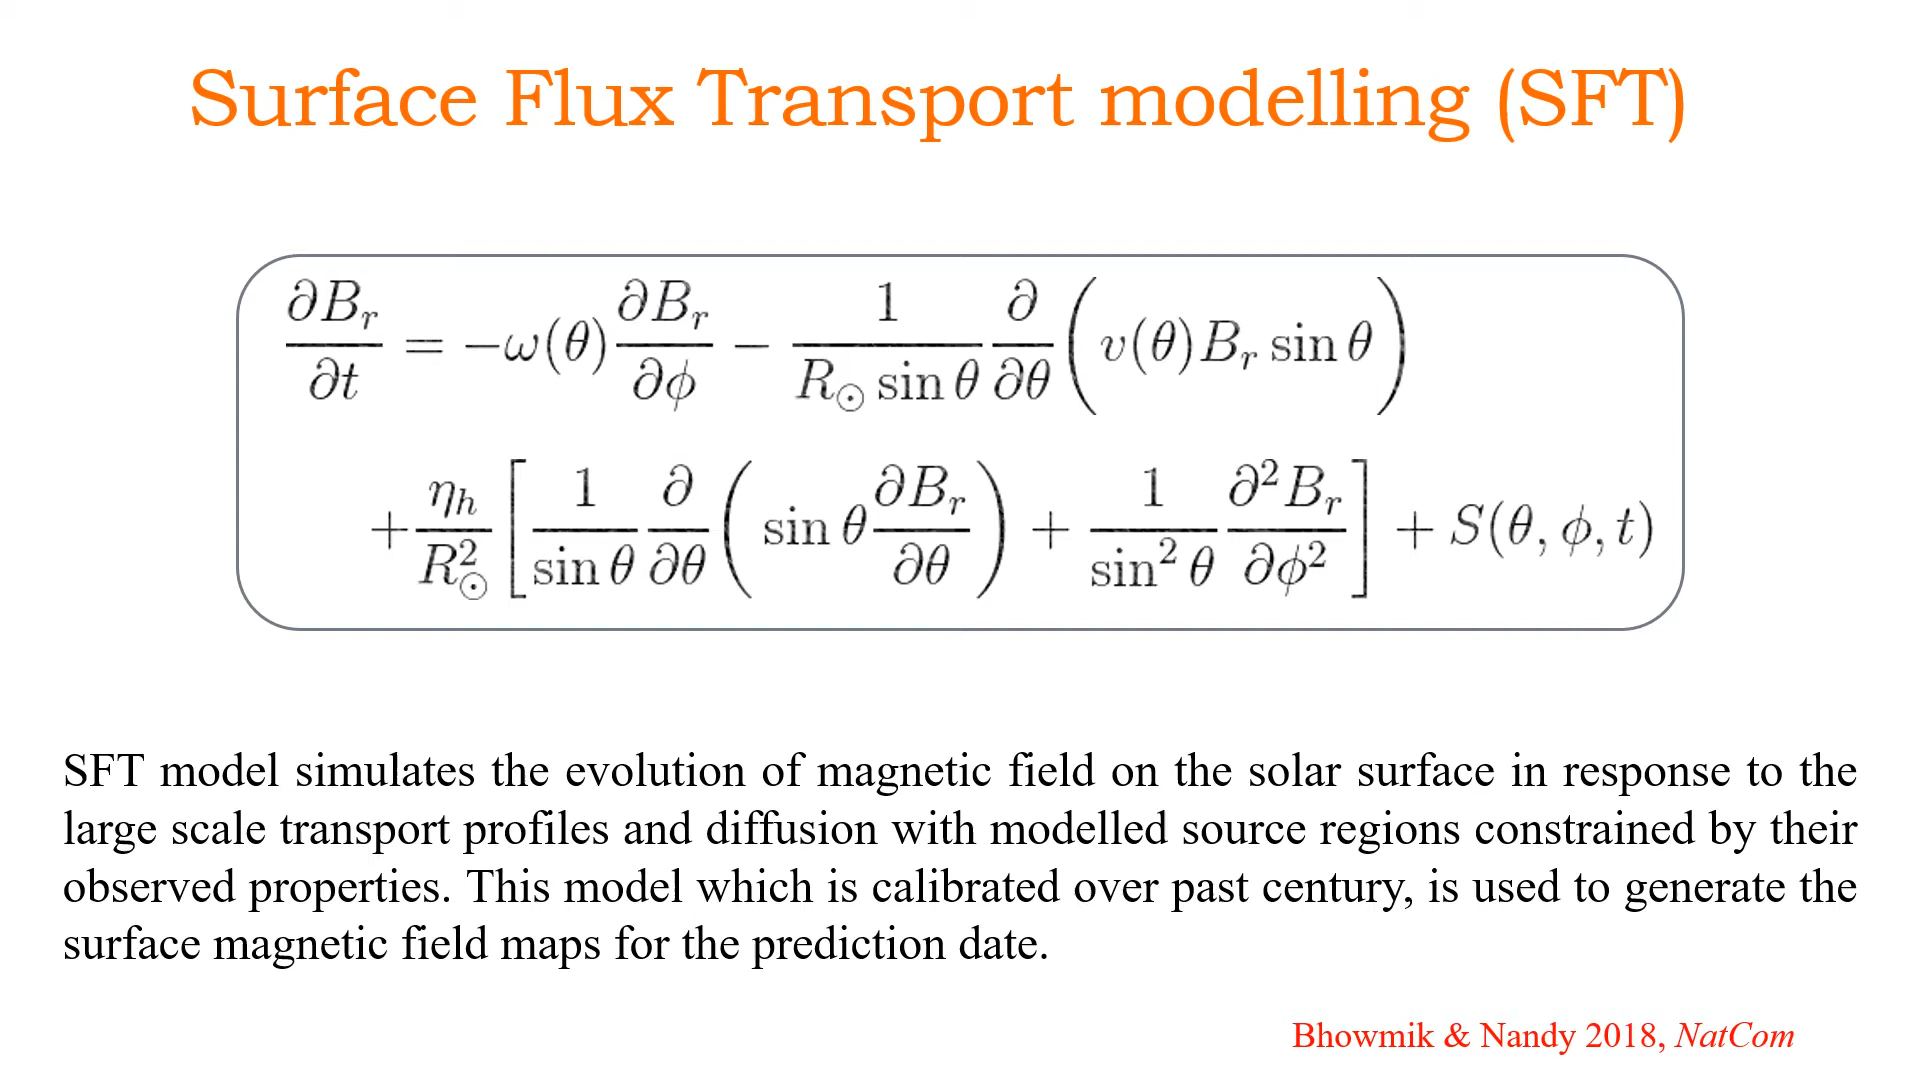 Surface Flux Transport modelling (SFT)
∂B_r/∂t = −ω(θ) ∂B_r/∂ϕ − 1/(R_⊙ sin θ) ∂/∂θ ( v(θ)B_r sin θ )
+ η_h/R_⊙² [ 1/sin θ ∂/∂θ ( sin θ ∂B_r/∂θ ) + 1/sin² θ ∂²B_r/∂ϕ² ] + S(θ, ϕ, t)
SFT model simulates the evolution of magnetic field on the solar surface in response to the
large scale transport profiles and diffusion with modelled source regions constrained by their
observed properties. This model which is calibrated over past century, is used to generate the
surface magnetic field maps for the prediction date.
Bhowmik & Nandy 2018, NatCom